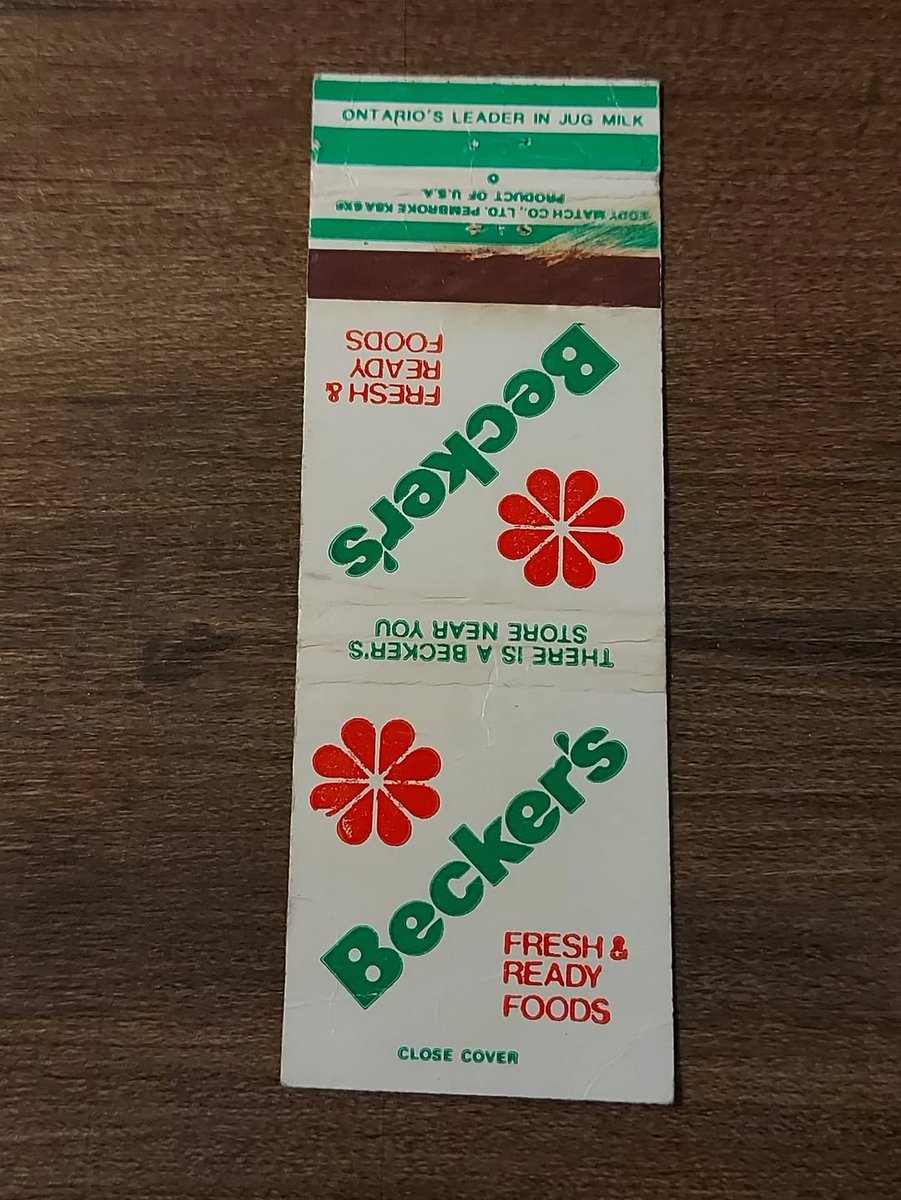 ONTARIO'S LEADER IN JUG MILK
EDDY MATCH CO., LTD. PEMBROKE K8A 6X9
PRODUCT OF U.S.A.
FRESH &
READY
FOODS
Becker's
THERE IS A BECKER'S
STORE NEAR YOU
Becker's
FRESH &
READY
FOODS
CLOSE COVER